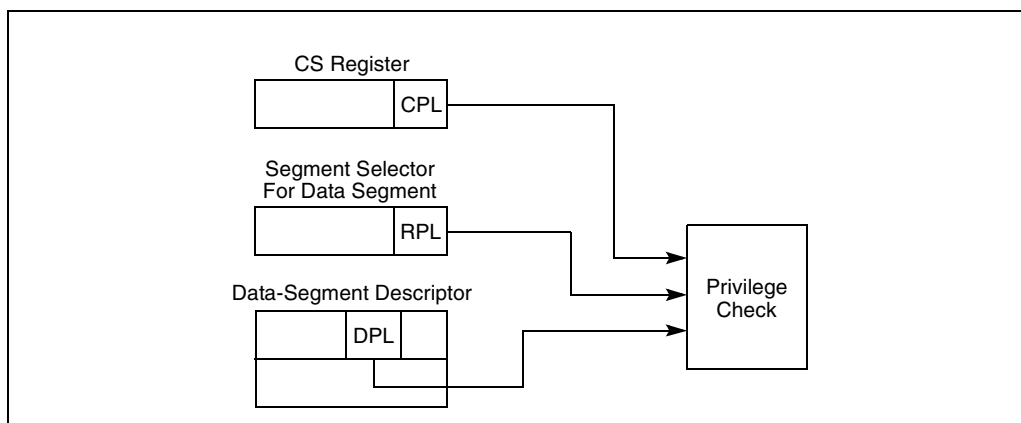 CS Register
CPL
Segment Selector
For Data Segment
RPL
Data-Segment Descriptor
DPL
Privilege
Check